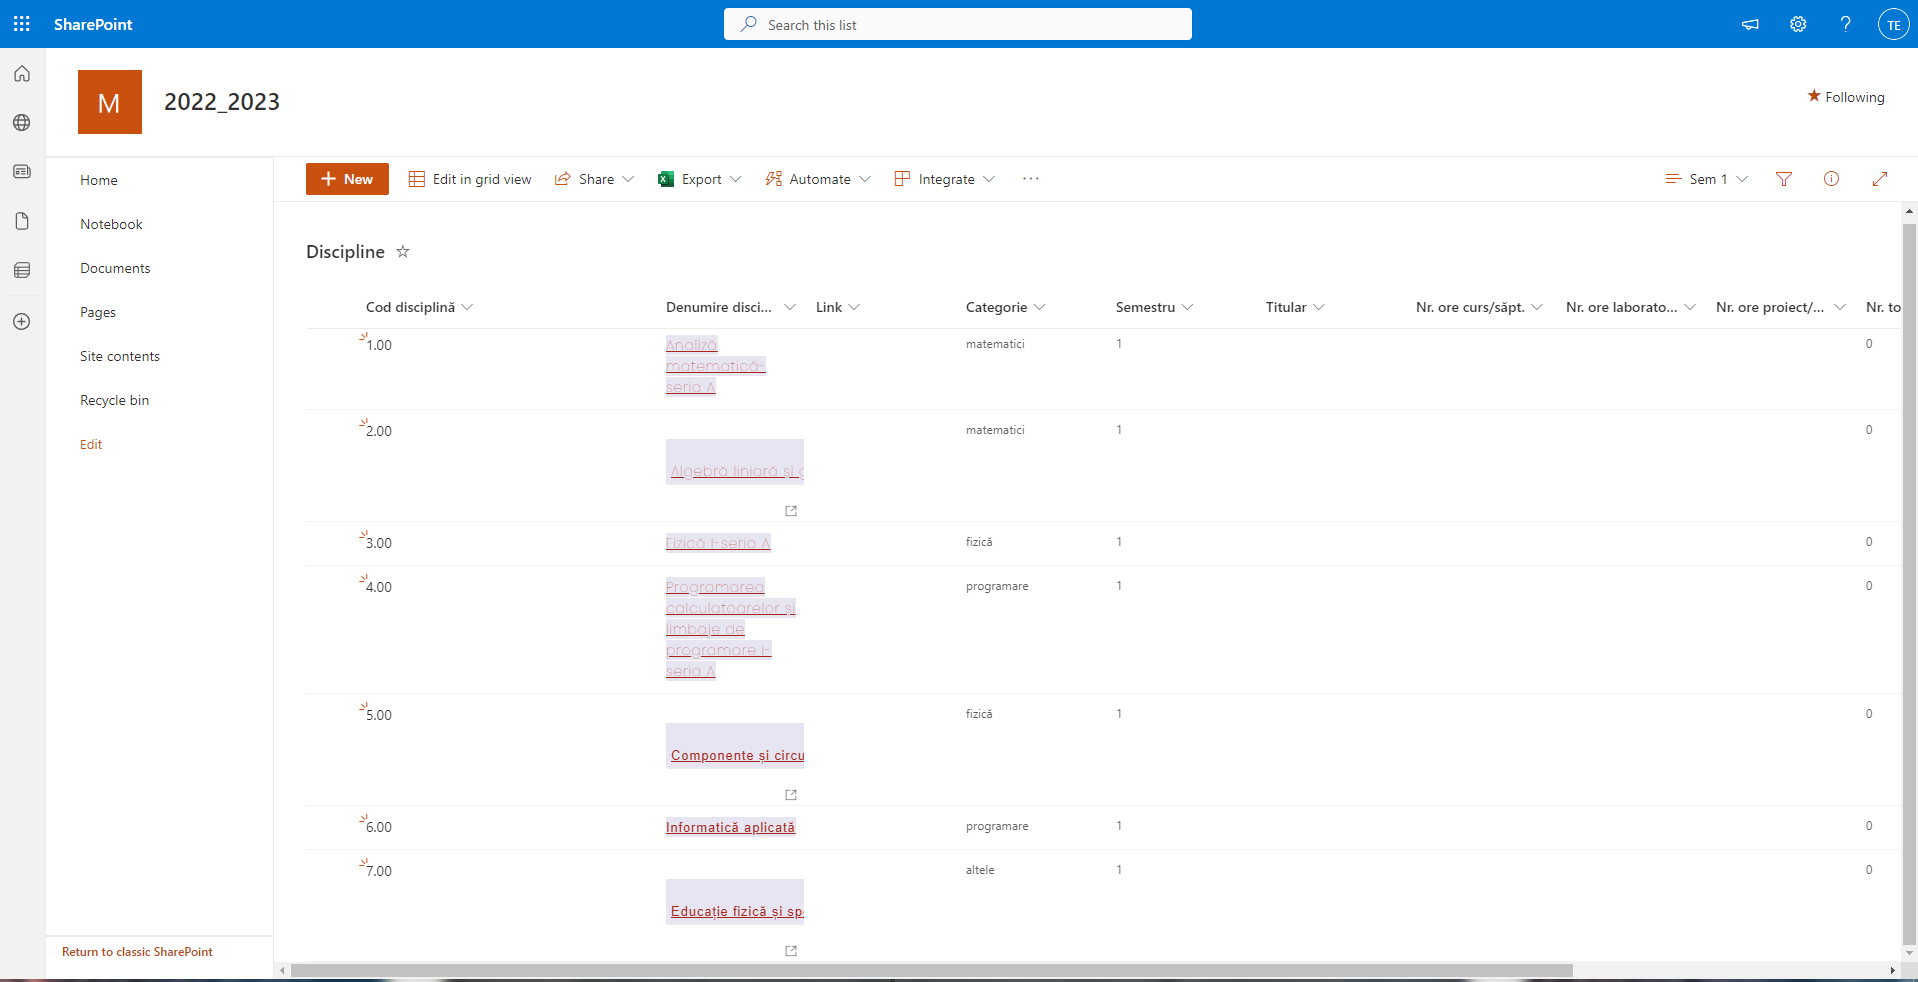 SharePoint
Search this list
TE
M
2022_2023
Following
Home
Notebook
Documents
Pages
Site contents
Recycle bin
Edit
Return to classic SharePoint
New
Edit in grid view
Share
Export
Automate
Integrate
...
Sem 1
Discipline
Cod disciplină
Denumire disci...
Link
Categorie
Semestru
Titular
Nr. ore curs/săpt.
Nr. ore laborato...
Nr. ore proiect/...
Nr. to
1.00
Analiză
matematică-
seria A
matematici
1
0
2.00
Algebră liniară și g
matematici
1
0
3.00
Fizică I-seria A
fizică
1
0
4.00
Programarea
calculatoarelor și
limbaje de
programare I-
seria A
programare
1
0
5.00
Componente și circu
fizică
1
0
6.00
Informatică aplicată
programare
1
0
7.00
Educație fizică și spo
altele
1
0